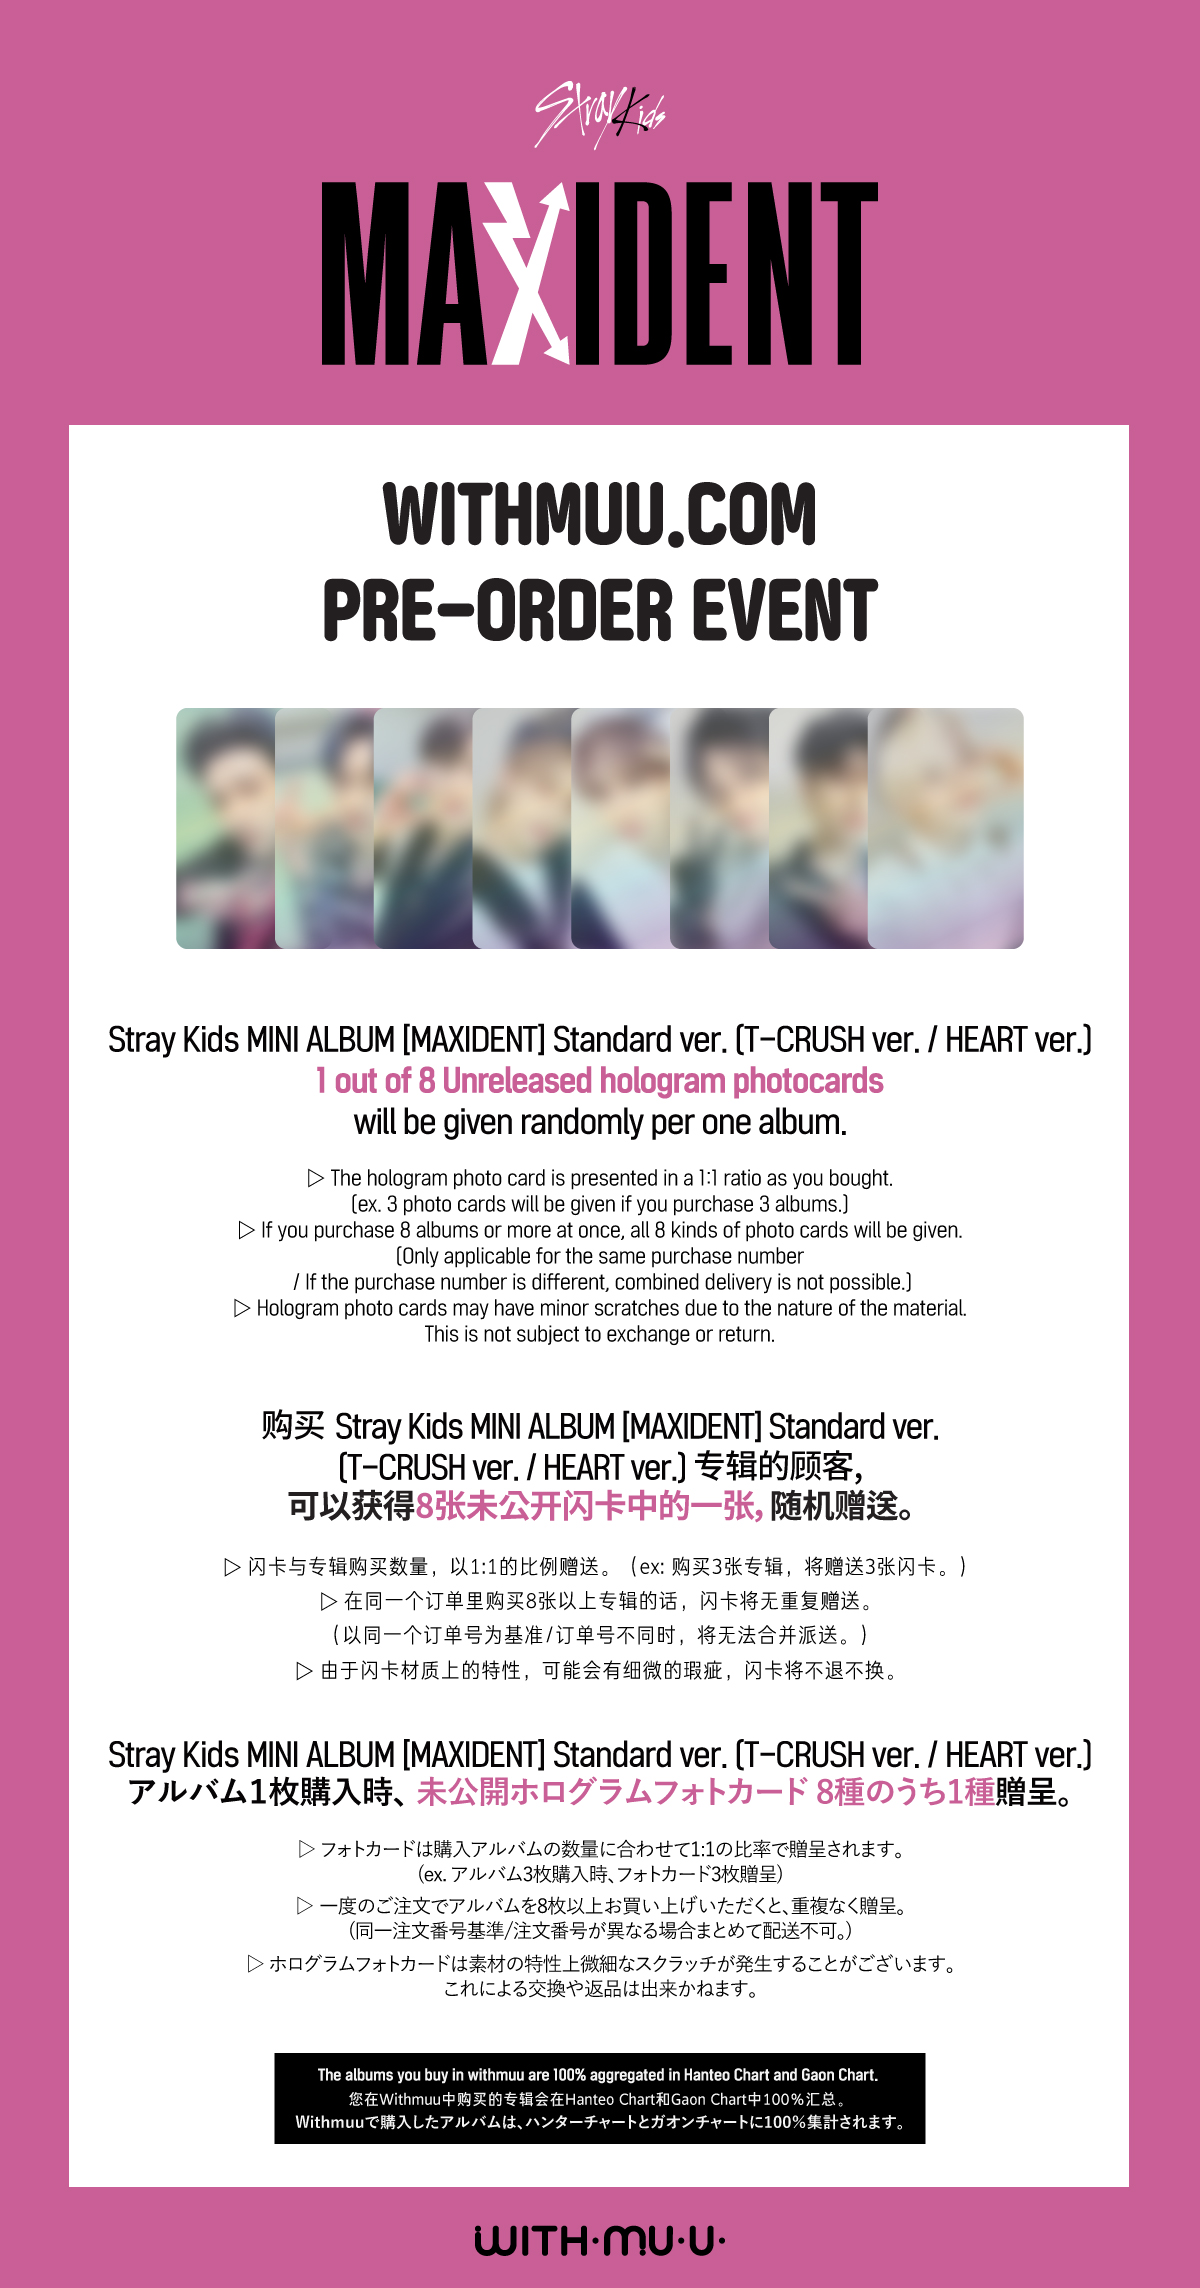 Stray Kids
MAXIDENT
WITHMUU.COM
PRE-ORDER EVENT
Stray Kids MINI ALBUM [MAXIDENT] Standard ver. (T-CRUSH ver. / HEART ver.)
1 out of 8 Unreleased hologram photocards
will be given randomly per one album.
▷ The hologram photo card is presented in a 1:1 ratio as you bought.
(ex. 3 photo cards will be given if you purchase 3 albums.)
▷ If you purchase 8 albums or more at once, all 8 kinds of photo cards will be given.
(Only applicable for the same purchase number
/ If the purchase number is different, combined delivery is not possible.)
▷ Hologram photo cards may have minor scratches due to the nature of the material.
This is not subject to exchange or return.
购买 Stray Kids MINI ALBUM [MAXIDENT] Standard ver.
(T-CRUSH ver. / HEART ver.) 专辑的顾客,
可以获得8张未公开闪卡中的一张, 随机赠送。
▷ 闪卡与专辑购买数量，以1:1的比例赠送。（ex: 购买3张专辑，将赠送3张闪卡。）
▷ 在同一个订单里购买8张以上专辑的话，闪卡将无重复赠送。
（以同一个订单号为基准/订单号不同时，将无法合并派送。）
▷ 由于闪卡材质上的特性，可能会有细微的瑕疵，闪卡将不退不换。
Stray Kids MINI ALBUM [MAXIDENT] Standard ver. (T-CRUSH ver. / HEART ver.)
アルバム1枚購入時、未公開ホログラムフォトカード 8種のうち1種贈呈。
▷ フォトカードは購入アルバムの数量に合わせて1:1の比率で贈呈されます。
(ex. アルバム3枚購入時、フォトカード3枚贈呈)
▷ 一度のご注文でアルバムを8枚以上お買い上げいただくと、重複なく贈呈。
(同一注文番号基準/注文番号が異なる場合まとめて配送不可。)
▷ ホログラムフォトカードは素材の特性上微細なスクラッチが発生することがございます。
これによる交換や返品は出来かねます。
The albums you buy in withmuu are 100% aggregated in Hanteo Chart and Gaon Chart.
您在Withmuu中购买的专辑会在Hanteo Chart和Gaon Chart中100%汇总。
Withmuuで購入したアルバムは、ハンターチャートとガオンチャートに100%集計されます。
WITH·MU·U·